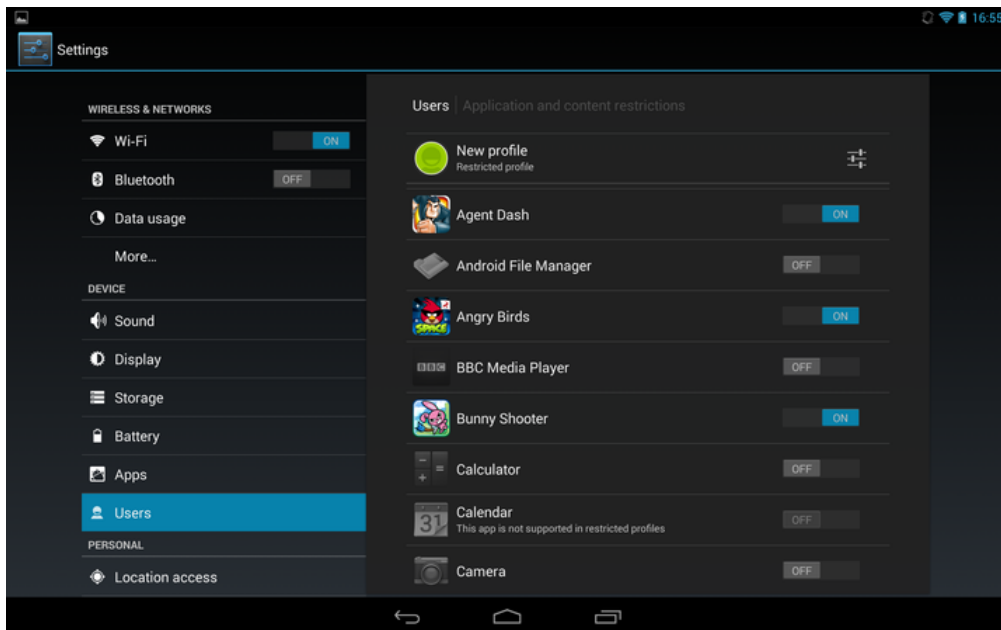 16:55
Settings
WIRELESS & NETWORKS
Wi-Fi ON
Bluetooth OFF
Data usage
More...
DEVICE
Sound
Display
Storage
Battery
Apps
Users
PERSONAL
Location access
Users Application and content restrictions
New profile
Restricted profile
Agent Dash ON
Android File Manager OFF
SPACE
Angry Birds ON
BBC BBC Media Player OFF
Bunny Shooter ON
Calculator OFF
31
Calendar
This app is not supported in restricted profiles
OFF
Camera OFF